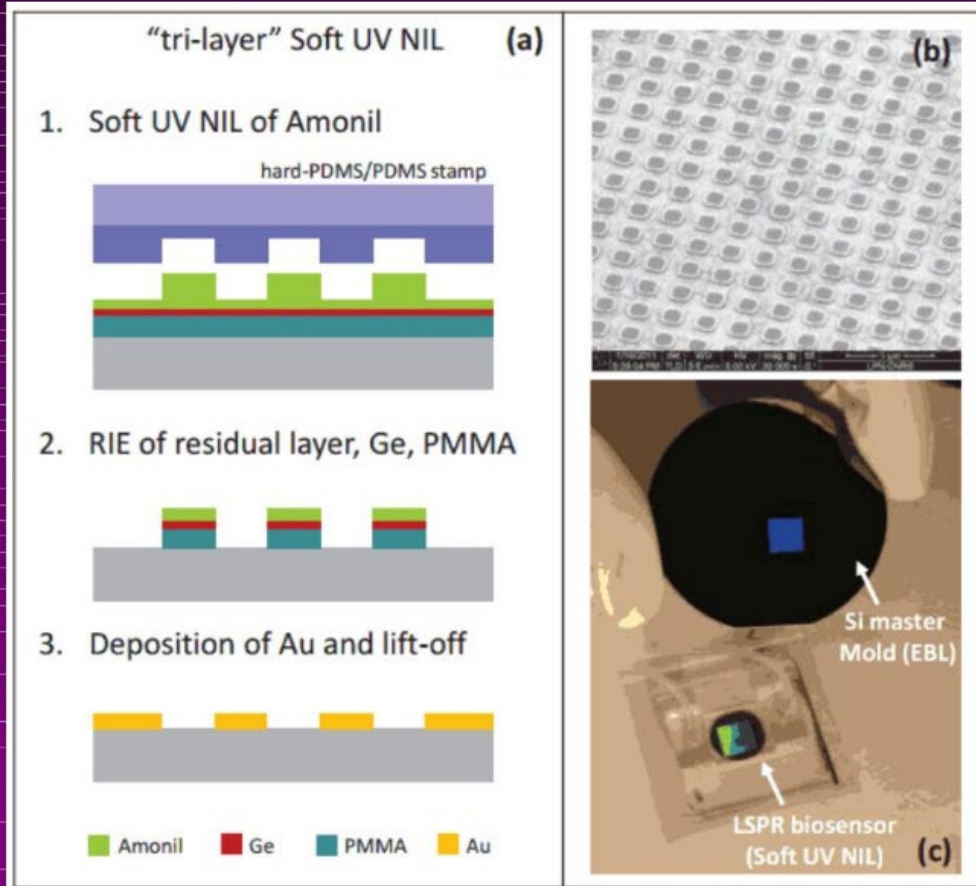 “tri-layer” Soft UV NIL (a)
1. Soft UV NIL of Amonil
hard-PDMS/PDMS stamp
2. RIE of residual layer, Ge, PMMA
3. Deposition of Au and lift-off
Amonil Ge PMMA Au
(b)
Si master
Mold (EBL)
LSPR biosensor
(Soft UV NIL) (c)